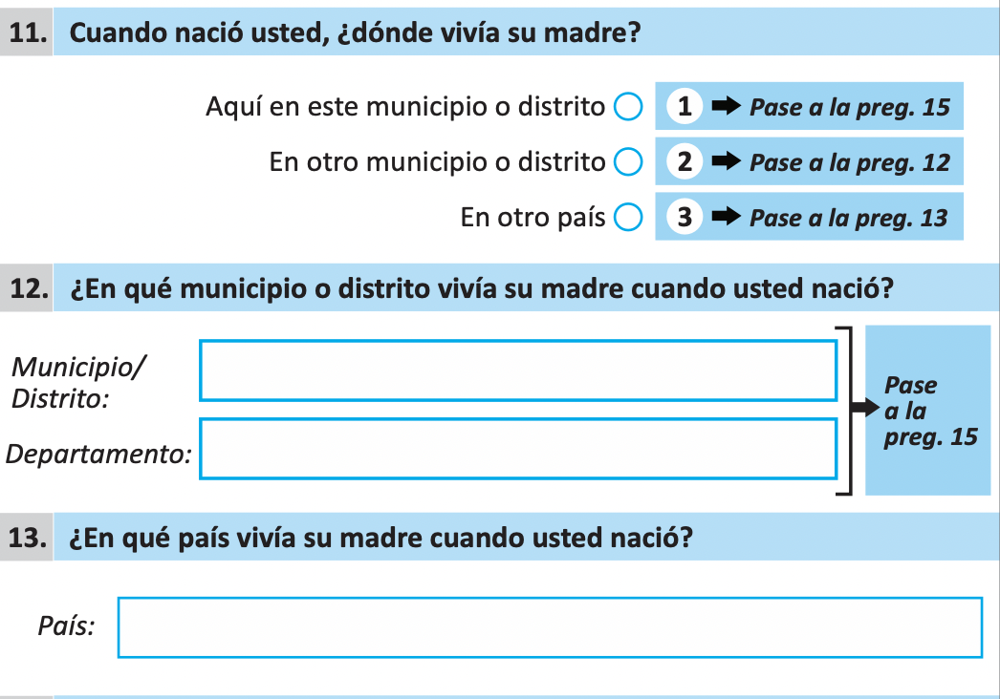 11. Cuando nació usted, ¿dónde vivía su madre?
Aquí en este municipio o distrito 1 Pase a la preg. 15
En otro municipio o distrito 2 Pase a la preg. 12
En otro país 3 Pase a la preg. 13
12. ¿En qué municipio o distrito vivía su madre cuando usted nació?
Municipio/
Distrito:
Departamento:
Pase
a la
preg. 15
13. ¿En qué país vivía su madre cuando usted nació?
País: